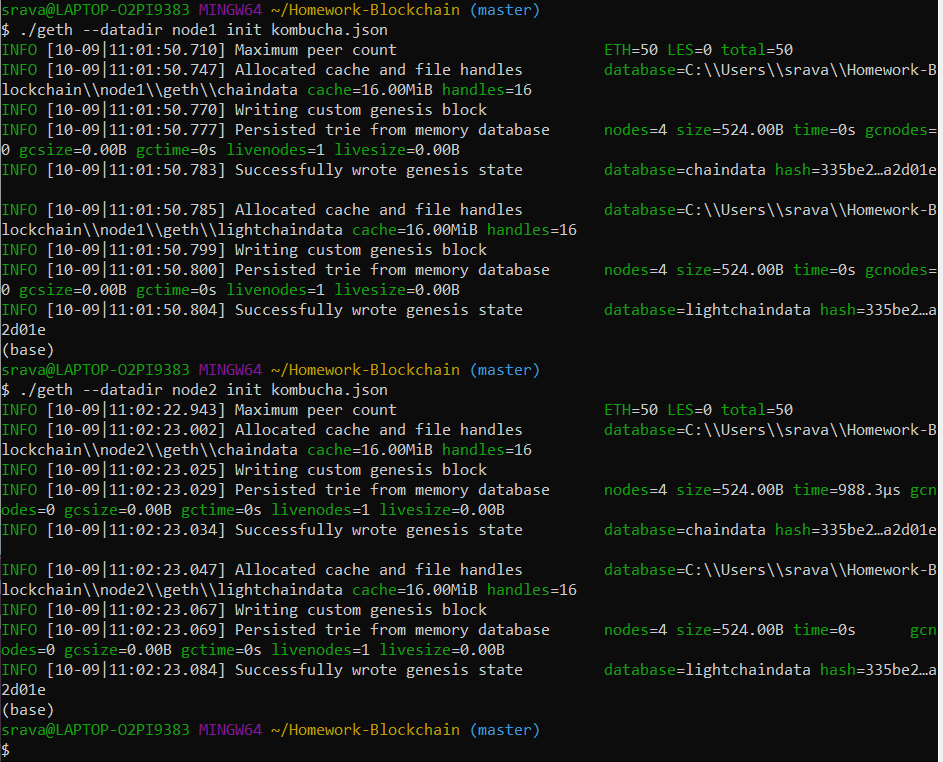 srava@LAPTOP-O2PI9383 MINGW64 ~/Homework-Blockchain (master)
$ ./geth --datadir node1 init kombucha.json
INFO [10-09|11:01:50.710] Maximum peer count                       ETH=50 LES=0 total=50
INFO [10-09|11:01:50.747] Allocated cache and file handles         database=C:\\Users\\srava\\Homework-B
lockchain\\node1\\geth\\chaindata cache=16.00MiB handles=16
INFO [10-09|11:01:50.770] Writing custom genesis block
INFO [10-09|11:01:50.777] Persisted trie from memory database      nodes=4 size=524.00B time=0s gcnodes=
0 gcsize=0.00B gctime=0s livenodes=1 livesize=0.00B
INFO [10-09|11:01:50.783] Successfully wrote genesis state         database=chaindata hash=335be2…a2d01e
INFO [10-09|11:01:50.785] Allocated cache and file handles         database=C:\\Users\\srava\\Homework-B
lockchain\\node1\\geth\\lightchaindata cache=16.00MiB handles=16
INFO [10-09|11:01:50.799] Writing custom genesis block
INFO [10-09|11:01:50.800] Persisted trie from memory database      nodes=4 size=524.00B time=0s gcnodes=
0 gcsize=0.00B gctime=0s livenodes=1 livesize=0.00B
INFO [10-09|11:01:50.804] Successfully wrote genesis state         database=lightchaindata hash=335be2…a
2d01e
(base)
srava@LAPTOP-O2PI9383 MINGW64 ~/Homework-Blockchain (master)
$ ./geth --datadir node2 init kombucha.json
INFO [10-09|11:02:22.943] Maximum peer count                       ETH=50 LES=0 total=50
INFO [10-09|11:02:23.002] Allocated cache and file handles         database=C:\\Users\\srava\\Homework-B
lockchain\\node2\\geth\\chaindata cache=16.00MiB handles=16
INFO [10-09|11:02:23.025] Writing custom genesis block
INFO [10-09|11:02:23.029] Persisted trie from memory database      nodes=4 size=524.00B time=988.3µs gcn
odes=0 gcsize=0.00B gctime=0s livenodes=1 livesize=0.00B
INFO [10-09|11:02:23.034] Successfully wrote genesis state         database=chaindata hash=335be2…a2d01e
INFO [10-09|11:02:23.047] Allocated cache and file handles         database=C:\\Users\\srava\\Homework-B
lockchain\\node2\\geth\\lightchaindata cache=16.00MiB handles=16
INFO [10-09|11:02:23.067] Writing custom genesis block
INFO [10-09|11:02:23.069] Persisted trie from memory database      nodes=4 size=524.00B time=0s      gcn
odes=0 gcsize=0.00B gctime=0s livenodes=1 livesize=0.00B
INFO [10-09|11:02:23.084] Successfully wrote genesis state         database=lightchaindata hash=335be2…a
2d01e
(base)
srava@LAPTOP-O2PI9383 MINGW64 ~/Homework-Blockchain (master)
$